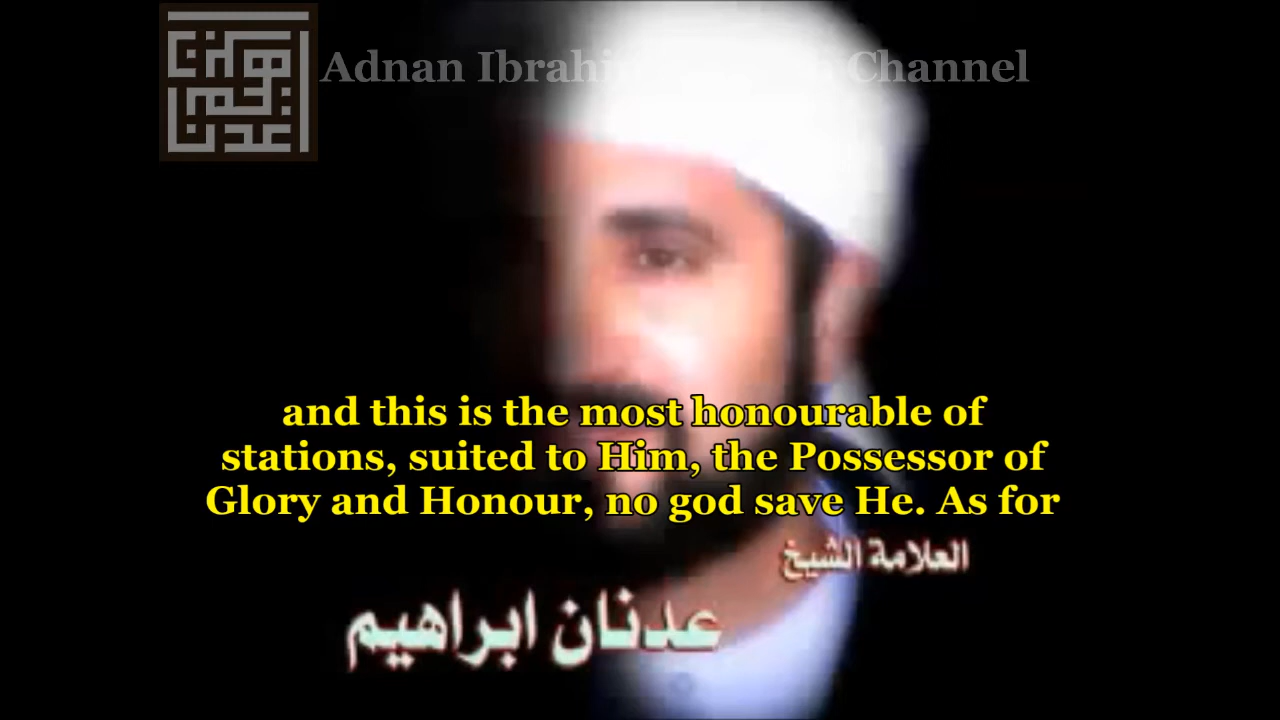 Adnan Ibrahim Channel
and this is the most honourable of
stations, suited to Him, the Possessor of
Glory and Honour, no god save He. As for
العلامة الشيخ
عدنان ابراهيم